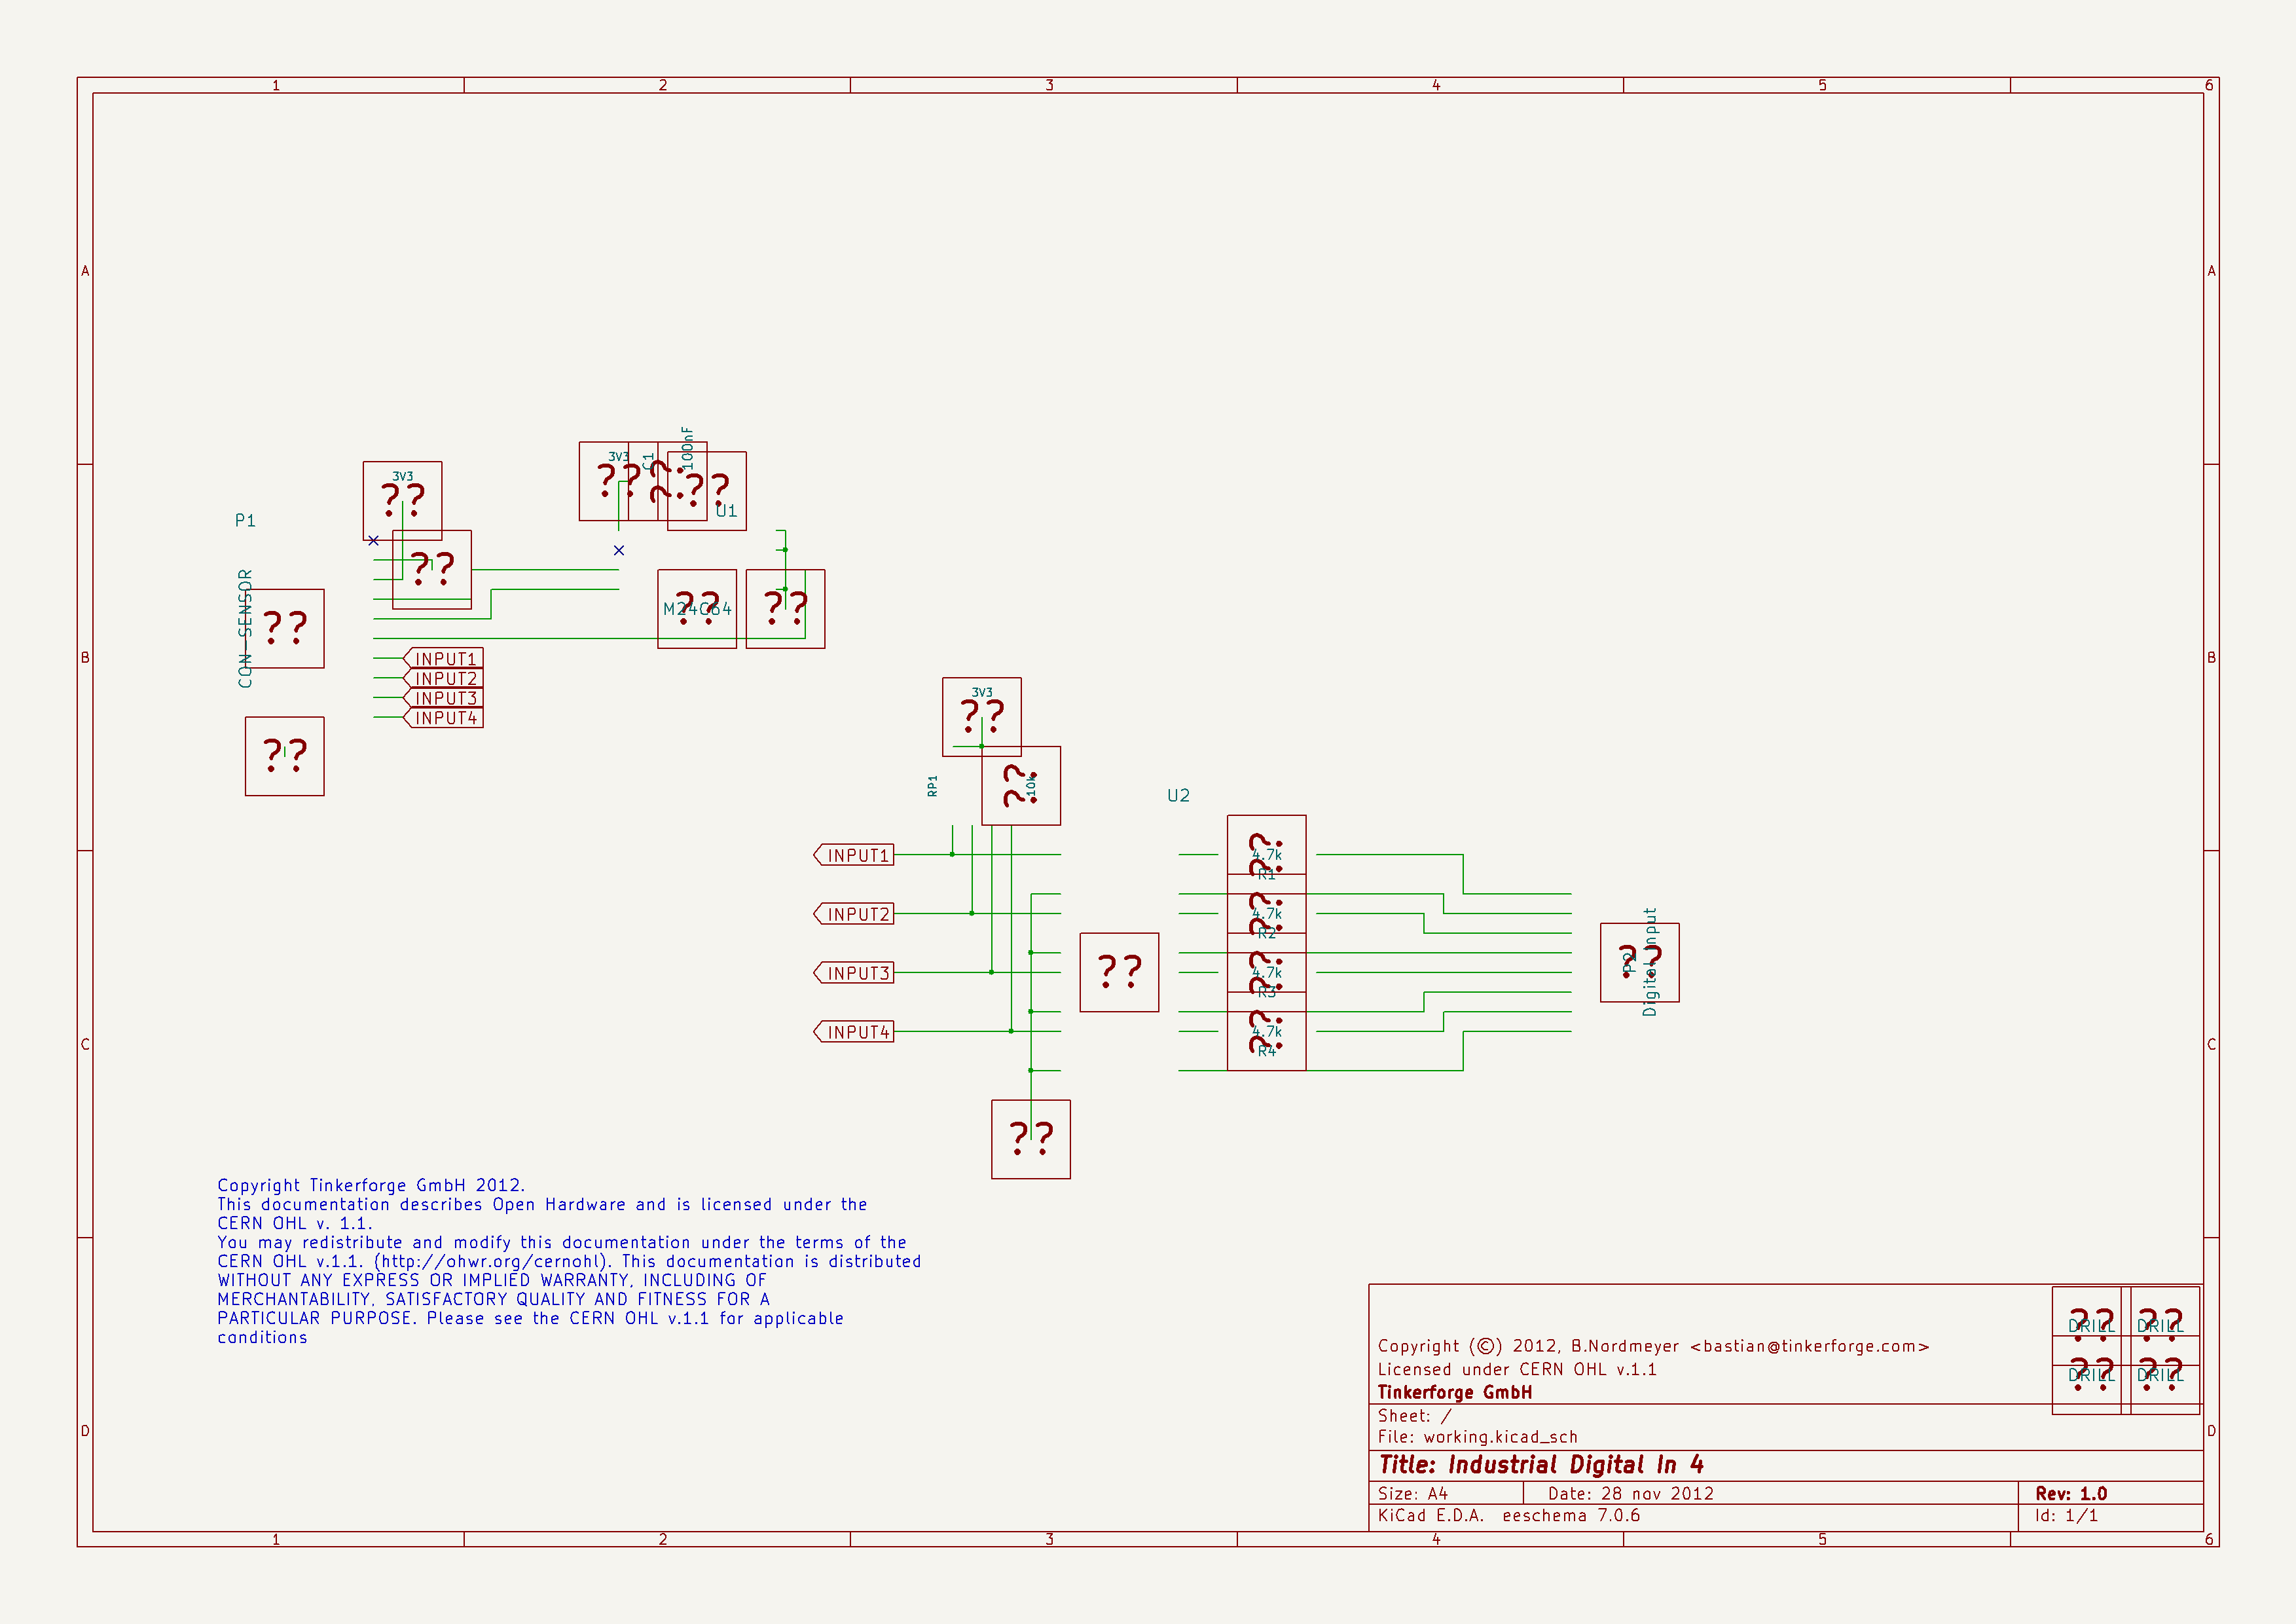 1 2 3 4 5 6
A A
B B
C C
D D
3V3
??
P1
??
CON-SENSOR
??
??
INPUT1
INPUT2
INPUT3
INPUT4
3V3
??
C1
??
100nF
??
U1
??
M24C64
??
3V3
??
RP1
??
10k
INPUT1
INPUT2
INPUT3
INPUT4
U2
??
??
??
4.7k
R1
??
4.7k
R2
??
4.7k
R3
??
4.7k
R4
??
P2
Digital Input
Copyright Tinkerforge GmbH 2012.
This documentation describes Open Hardware and is licensed under the
CERN OHL v. 1.1.
You may redistribute and modify this documentation under the terms of the
CERN OHL v.1.1. (http://ohwr.org/cernohl). This documentation is distributed
WITHOUT ANY EXPRESS OR IMPLIED WARRANTY, INCLUDING OF
MERCHANTABILITY, SATISFACTORY QUALITY AND FITNESS FOR A
PARTICULAR PURPOSE. Please see the CERN OHL v.1.1 for applicable
conditions
??
DRILL
??
DRILL
??
DRILL
??
DRILL
Copyright (©) 2012, B.Nordmeyer <bastian@tinkerforge.com>
Licensed under CERN OHL v.1.1
Tinkerforge GmbH
Sheet: /
File: working.kicad_sch
Title: Industrial Digital In 4
Size: A4 Date: 28 nov 2012 Rev: 1.0
KiCad E.D.A. eeschema 7.0.6 Id: 1/1
1 2 3 4 5 6